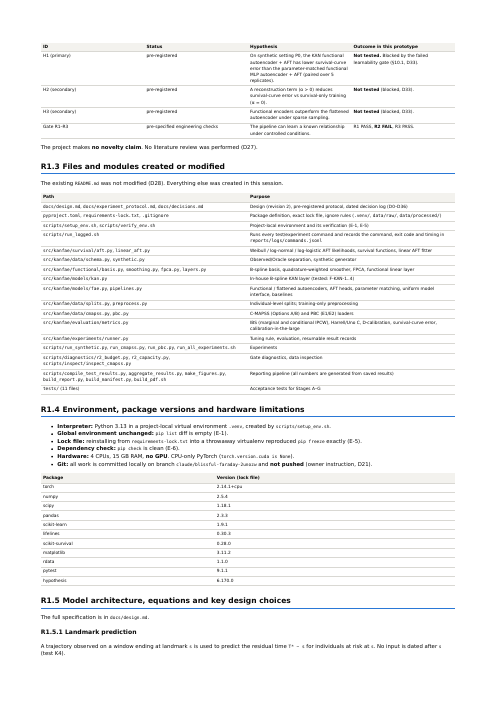 ID Status Hypothesis Outcome in this prototype
H1 (primary) pre-registered On synthetic setting P0, the KAN functional Not tested. Blocked by the failed
autoencoder + AFT has lower survival-curve learnability gate (§10.1, D33).
error than the parameter-matched functional
MLP autoencoder + AFT (paired over 5
replicates).
H2 (secondary) pre-registered A reconstruction term (α > 0) reduces Not tested (blocked, D33).
survival-curve error vs survival-only training
(α = 0).
H3 (secondary) pre-registered Functional encoders outperform the flattened Not tested (blocked, D33).
autoencoder under sparse sampling.
Gate R1–R3 pre-specified engineering checks The pipeline can learn a known relationship R1 PASS, R2 FAIL, R3 PASS.
under controlled conditions.
The project makes no novelty claim. No literature review was performed (D27).
R1.3 Files and modules created or modified
The existing README.md was not modified (D28). Everything else was created in this session.
Path Purpose
docs/design.md, docs/protocol.md, docs/decisions.md Design (revision 2), pre-registered protocol, dated decision log (D0–D36)
pyproject.toml, requirements-lock.txt, .gitignore Package definition, exact lock file, ignore rules (.venv, data/raw, data/processed/)
scripts/setup_env.sh, scripts/verify_env.sh Project-local environment and its verification (E-1, E-5)
scripts/run_logged.sh Runs every test/experiment command and records the command, exit code and timing in
reports/logs/commands.jsonl
src/kanfae/survival/aft.py, linear_aft.py Weibull / log-normal / log-logistic AFT likelihoods, survival functions, linear AFT fitter
src/kanfae/data/schema.py, synthetic.py Observed/Oracle separation, synthetic generator
src/kanfae/functional/basis.py, smoothing.py, fpca.py, layers.py B-spline basis, quadrature-weighted smoother, FPCA, functional linear layer
src/kanfae/models/kan.py In-house B-spline KAN layer (tested: F-KAN-1..4)
src/kanfae/models/fae.py, pipelines.py Functional / flattened autoencoders, AFT heads, parameter matching, uniform model
interface, baselines
src/kanfae/data/splits.py, preprocess.py Individual-level splits; training-only preprocessing
src/kanfae/data/cmapss.py, pbc.py C-MAPSS (Options A/B) and PBC (E1) loaders
src/kanfae/evaluation/metrics.py IBS (marginal and conditional IPCW), Harrell/Uno C, D-calibration, survival-curve error,
calibration-in-the-large
src/kanfae/experiments/runner.py Tuning rule, evaluation, resumable result records
scripts/run_synthetic.py, run_cmapss.py, run_pbc.py, run_all_experiments.sh Experiments
scripts/diagnostics/r2_budget.py, r2_capacity.py, Gate diagnostics, data inspection
scripts/inspect/inspect_cmapss.py
scripts/compile_test_results.py, aggregate_results.py, make_figures.py, Reporting pipeline (all numbers are generated from saved results)
build_report.py, build_manifest.py, build_pdf.sh
tests/ (11 files) Acceptance tests for Stages A–G
R1.4 Environment, package versions and hardware limitations
• Interpreter: Python 3.13 in a project-local virtual environment .venv, created by scripts/setup_env.sh.
• Global environment unchanged: pip list diff is empty (E-1).
• Lock file: reinstalling from requirements-lock.txt into a throwaway virtualenv reproduced pip freeze exactly (E-5).
• Dependency check: pip check is clean (E-6).
• Hardware: 4 CPUs, 15 GB RAM, no GPU. CPU-only PyTorch (torch.version.cuda is None).
• Git: all work is committed locally on branch and not pushed (owner instruction, D21).
Package Version (lock file)
torch 2.14.1+cpu
numpy 2.5.4
scipy 1.18.1
pandas 2.3.3
scikit-learn 1.9.1
lifelines 0.30.3
scikit-survival 0.28.0
matplotlib 3.11.2
rdata 1.1.0
pytest 9.1.1
hypothesis 6.170.0
R1.5 Model architecture, equations and key design choices
The full specification is in docs/design.md.
R1.5.1 Landmark prediction
A trajectory observed on a window ending at landmark s is used to predict the residual time T* − s for individuals at risk at s. No input is dated after s
(test K4).